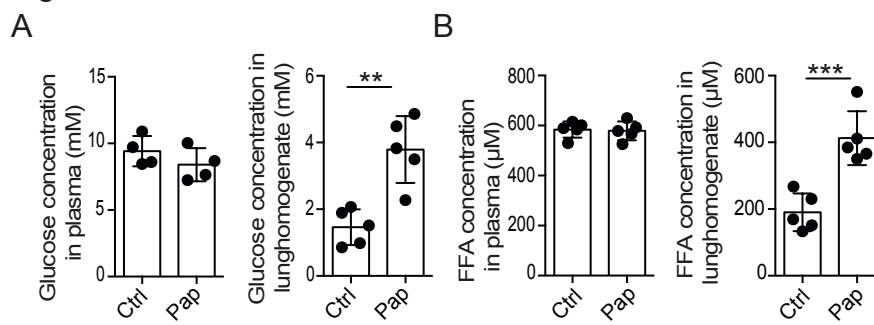 A
Glucose concentration
in plasma (mM)
15
10
5
0
Ctrl
Pap
Glucose concentration in
lunghomogenate (mM)
6
4
2
0
**
Ctrl
Pap
B
FFA concentration
in plasma (µM)
800
600
400
200
0
Ctrl
Pap
FFA concentration in
lunghomogenate (µM)
600
400
200
0
***
Ctrl
Pap